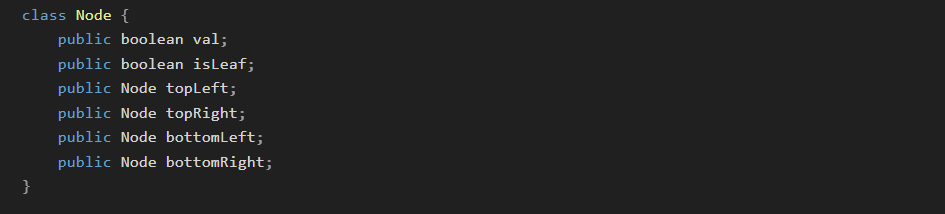 class Node {
    public boolean val;
    public boolean isLeaf;
    public Node topLeft;
    public Node topRight;
    public Node bottomLeft;
    public Node bottomRight;
}